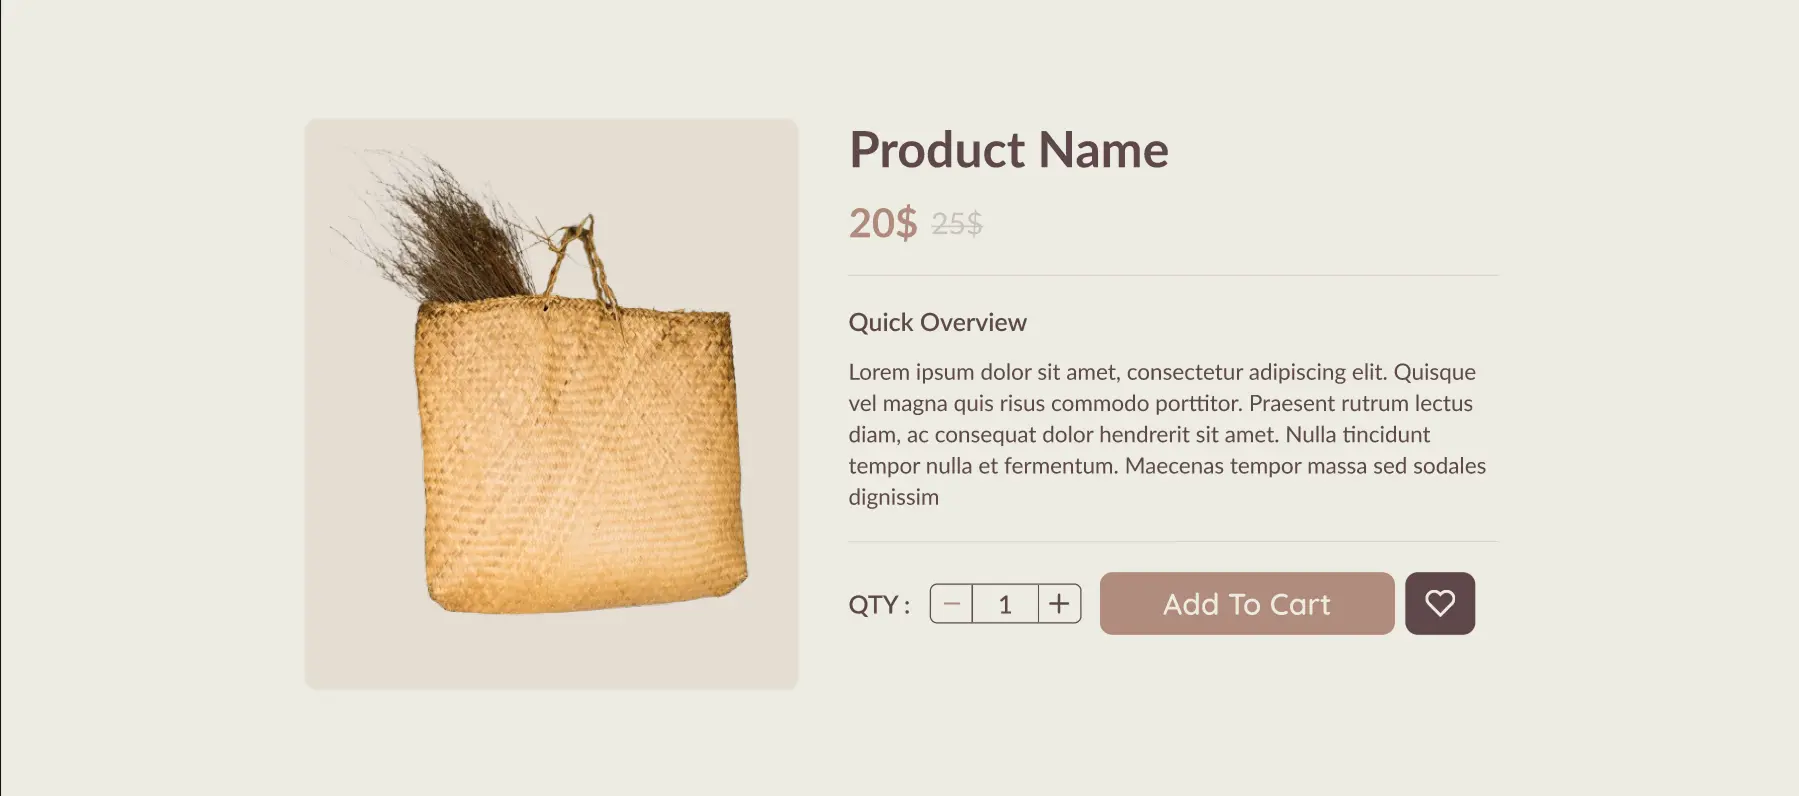 Product Name
20$ 25$
Quick Overview
Lorem ipsum dolor sit amet, consectetur adipiscing elit. Quisque
vel magna quis risus commodo porttitor. Praesent rutrum lectus
diam, ac consequat dolor hendrerit sit amet. Nulla tincidunt
tempor nulla et fermentum. Maecenas tempor massa sed sodales
dignissim
QTY : − 1 + Add To Cart